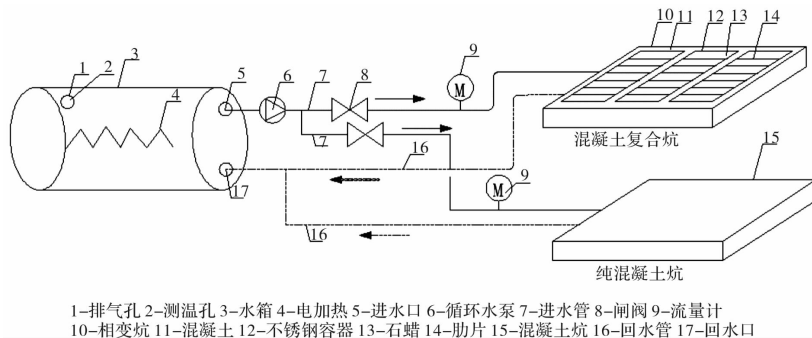 10 11 12 13 14
9
3
1 2
4
5 6 7 8
M
混凝土复合炕
7
16
15
17
M 9
16
纯混凝土炕
1-排气孔 2-测温孔 3-水箱 4-电加热 5-进水口 6-循环水泵 7-进水管 8-闸阀 9-流量计
10-相变炕 11-混凝土 12-不锈钢容器 13-石蜡 14-肋片 15-混凝土炕 16-回水管 17-回水口